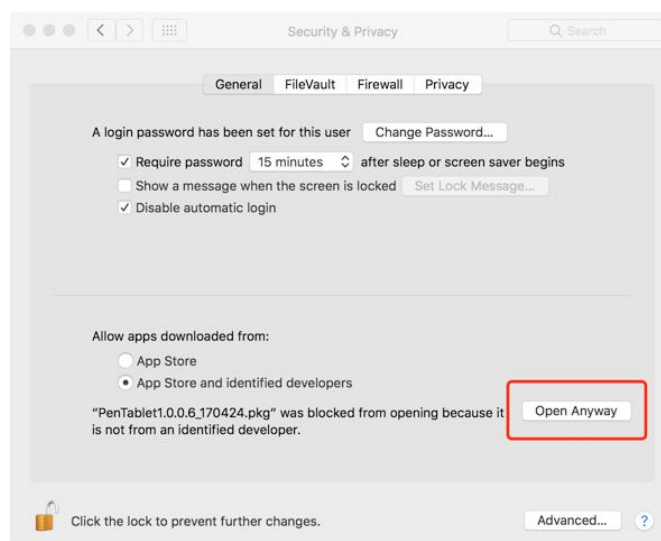 Security & Privacy
Search
General FileVault Firewall Privacy
A login password has been set for this user Change Password...
Require password 15 minutes after sleep or screen saver begins
Show a message when the screen is locked Set Lock Message...
Disable automatic login
Allow apps downloaded from:
App Store
App Store and identified developers
“PenTablet1.0.0.6_170424.pkg” was blocked from opening because it Open Anyway
is not from an identified developer.
Click the lock to prevent further changes. Advanced... ?